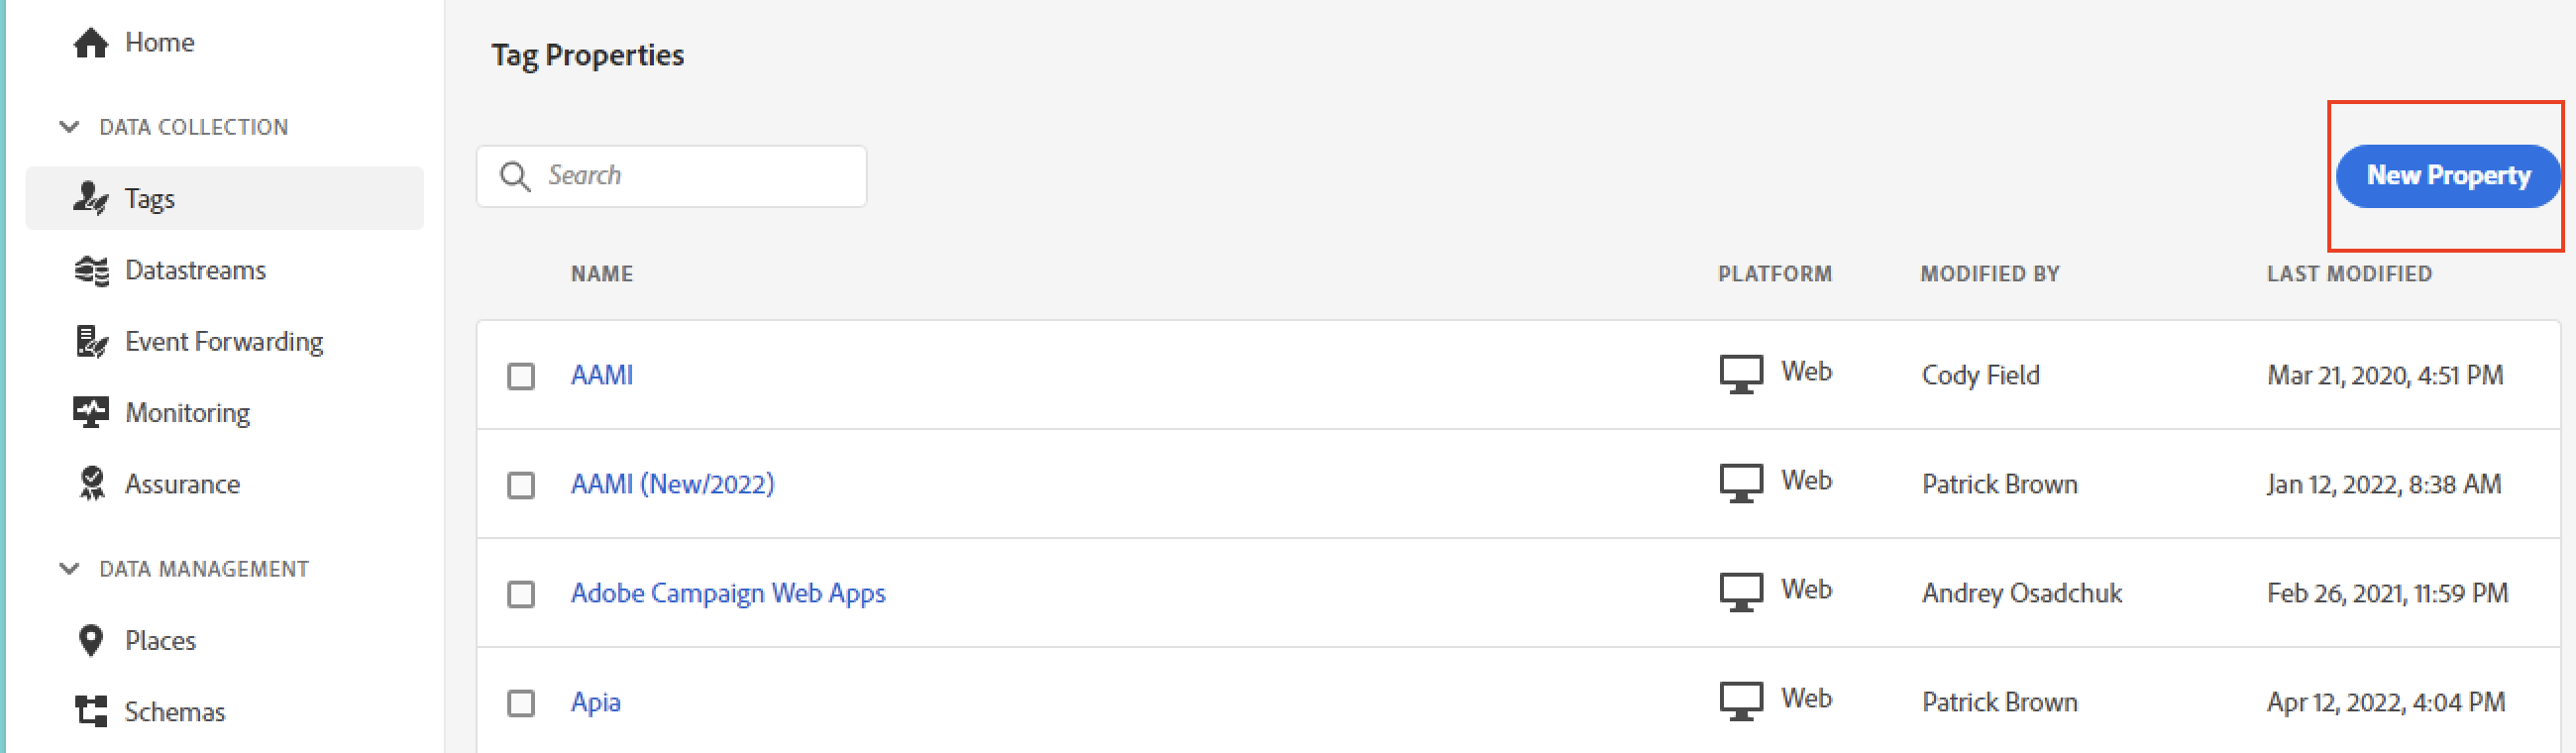 Home
DATA COLLECTION
Tags
Datastreams
Event Forwarding
Monitoring
Assurance
DATA MANAGEMENT
Places
Schemas
Tag Properties
Search
New Property
NAME PLATFORM MODIFIED BY LAST MODIFIED
AAMI Web Cody Field Mar 21, 2020, 4:51 PM
AAMI (New/2022) Web Patrick Brown Jan 12, 2022, 8:38 AM
Adobe Campaign Web Apps Web Andrey Osadchuk Feb 26, 2021, 11:59 PM
Apia Web Patrick Brown Apr 12, 2022, 4:04 PM